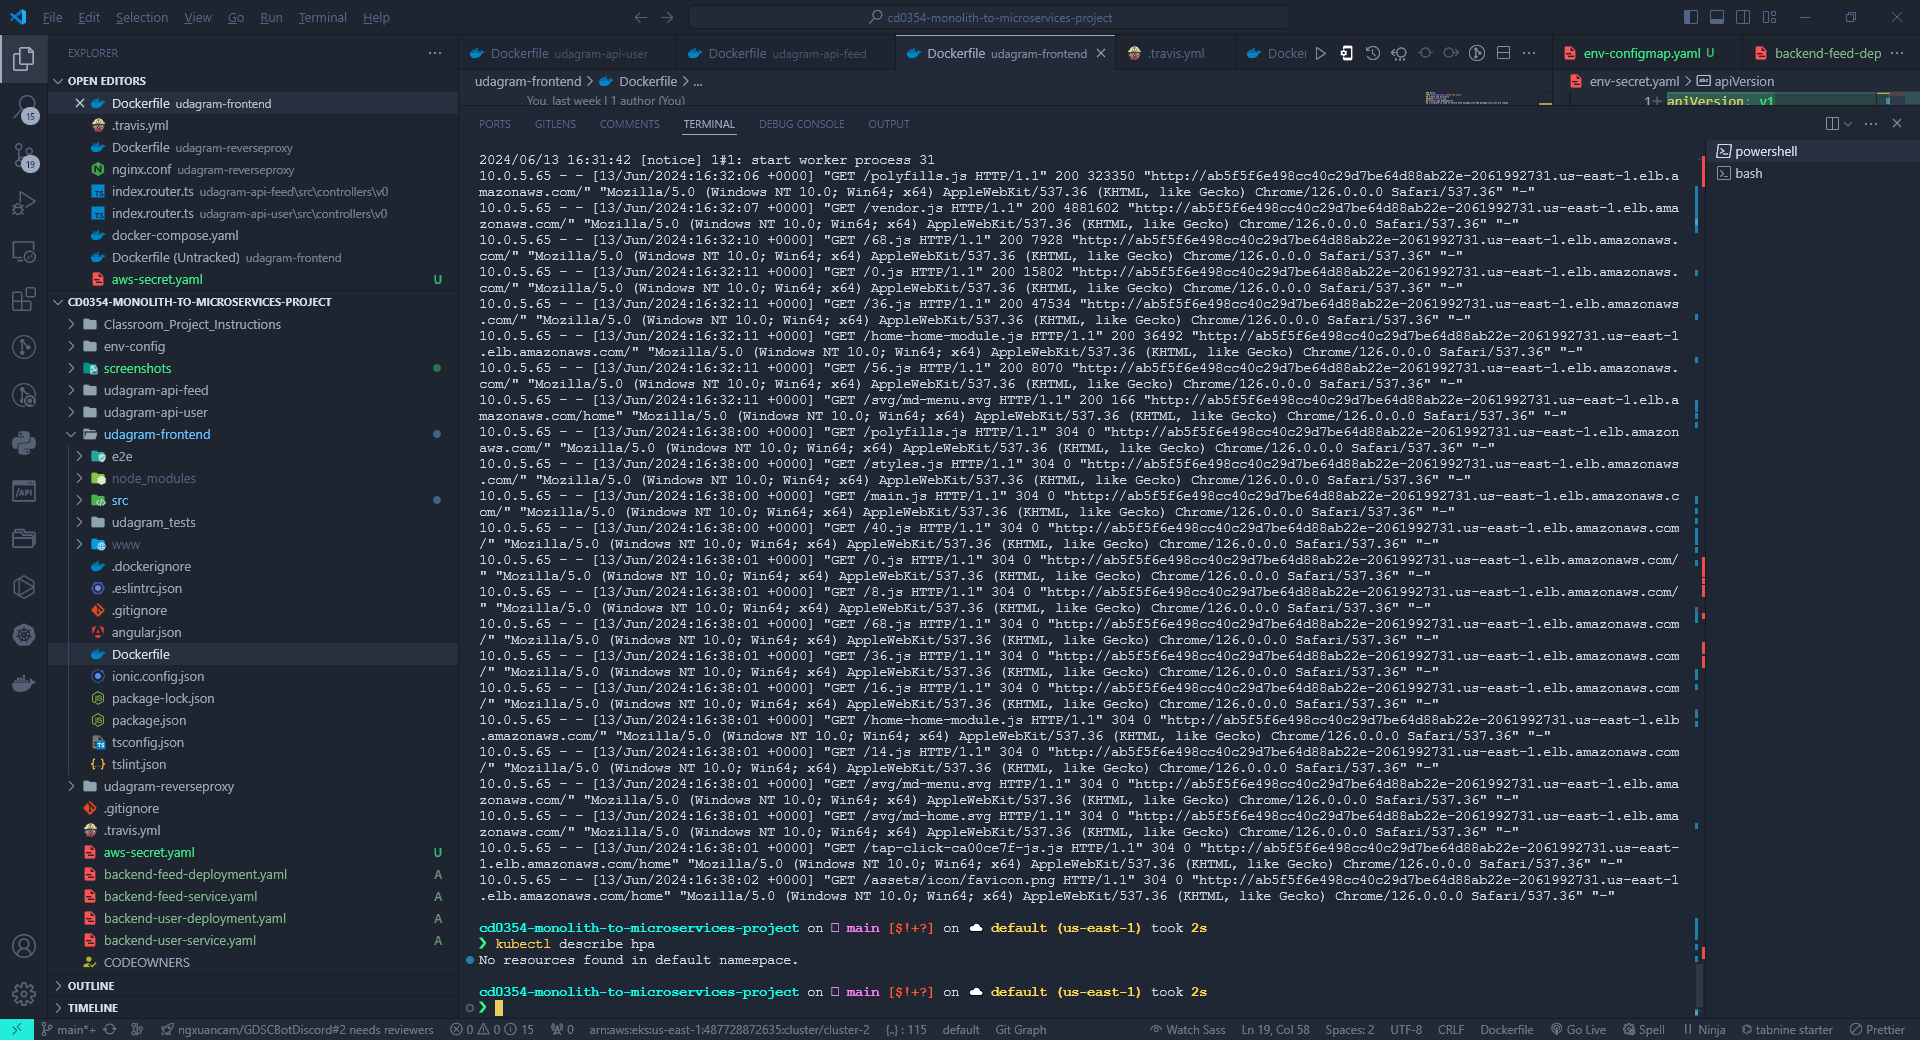 File Edit Selection View Go Run Terminal Help
cd0354-monolith-to-microservices-project
EXPLORER
OPEN EDITORS
Dockerfile udagram-frontend
.travis.yml
Dockerfile udagram-reverseproxy
nginx.conf udagram-reverseproxy
index.router.ts udagram-api-feed\src\controllers\v0
index.router.ts udagram-api-user\src\controllers\v0
docker-compose.yaml
Dockerfile (Untracked) udagram-frontend
aws-secret.yaml U
CD0354-MONOLITH-TO-MICROSERVICES-PROJECT
Classroom_Project_Instructions
env-config
screenshots
udagram-api-feed
udagram-api-user
udagram-frontend
e2e
node_modules
src
udagram_tests
www
.dockerignore
.eslintrc.json
.gitignore
angular.json
Dockerfile
ionic.config.json
package-lock.json
package.json
tsconfig.json
tslint.json
udagram-reverseproxy
.gitignore
.travis.yml
aws-secret.yaml U
backend-feed-deployment.yaml A
backend-feed-service.yaml A
backend-user-deployment.yaml A
backend-user-service.yaml A
CODEOWNERS
OUTLINE
TIMELINE
15
19
Dockerfile udagram-api-user
Dockerfile udagram-api-feed
Dockerfile udagram-frontend
.travis.yml
Docker
env-configmap.yaml U
backend-feed-dep
udagram-frontend > Dockerfile > ...
You, last week | 1 author (You)
env-secret.yaml > apiVersion
1+ apiVersion: v1
PORTS GITLENS COMMENTS TERMINAL DEBUG CONSOLE OUTPUT
powershell
bash
2024/06/13 16:31:42 [notice] 1#1: start worker process 31
10.0.5.65 - - [13/Jun/2024:16:32:06 +0000] "GET /polyfills.js HTTP/1.1" 200 323350 "http://ab5f5f6e498cc40c29d7be64d88ab22e-2061992731.us-east-1.elb.a
mazonaws.com/" "Mozilla/5.0 (Windows NT 10.0; Win64; x64) AppleWebKit/537.36 (KHTML, like Gecko) Chrome/126.0.0.0 Safari/537.36" "-"
10.0.5.65 - - [13/Jun/2024:16:32:07 +0000] "GET /vendor.js HTTP/1.1" 200 4881602 "http://ab5f5f6e498cc40c29d7be64d88ab22e-2061992731.us-east-1.elb.ama
zonaws.com/" "Mozilla/5.0 (Windows NT 10.0; Win64; x64) AppleWebKit/537.36 (KHTML, like Gecko) Chrome/126.0.0.0 Safari/537.36" "-"
10.0.5.65 - - [13/Jun/2024:16:32:10 +0000] "GET /68.js HTTP/1.1" 200 7928 "http://ab5f5f6e498cc40c29d7be64d88ab22e-2061992731.us-east-1.elb.amazonaws.
com/" "Mozilla/5.0 (Windows NT 10.0; Win64; x64) AppleWebKit/537.36 (KHTML, like Gecko) Chrome/126.0.0.0 Safari/537.36" "-"
10.0.5.65 - - [13/Jun/2024:16:32:11 +0000] "GET /0.js HTTP/1.1" 200 15802 "http://ab5f5f6e498cc40c29d7be64d88ab22e-2061992731.us-east-1.elb.amazonaws.
com/" "Mozilla/5.0 (Windows NT 10.0; Win64; x64) AppleWebKit/537.36 (KHTML, like Gecko) Chrome/126.0.0.0 Safari/537.36" "-"
10.0.5.65 - - [13/Jun/2024:16:32:11 +0000] "GET /36.js HTTP/1.1" 200 47534 "http://ab5f5f6e498cc40c29d7be64d88ab22e-2061992731.us-east-1.elb.amazonaws
.com/" "Mozilla/5.0 (Windows NT 10.0; Win64; x64) AppleWebKit/537.36 (KHTML, like Gecko) Chrome/126.0.0.0 Safari/537.36" "-"
10.0.5.65 - - [13/Jun/2024:16:32:11 +0000] "GET /home-home-module.js HTTP/1.1" 200 36492 "http://ab5f5f6e498cc40c29d7be64d88ab22e-2061992731.us-east-1
.elb.amazonaws.com/" "Mozilla/5.0 (Windows NT 10.0; Win64; x64) AppleWebKit/537.36 (KHTML, like Gecko) Chrome/126.0.0.0 Safari/537.36" "-"
10.0.5.65 - - [13/Jun/2024:16:32:11 +0000] "GET /56.js HTTP/1.1" 200 8070 "http://ab5f5f6e498cc40c29d7be64d88ab22e-2061992731.us-east-1.elb.amazonaws.
com/" "Mozilla/5.0 (Windows NT 10.0; Win64; x64) AppleWebKit/537.36 (KHTML, like Gecko) Chrome/126.0.0.0 Safari/537.36" "-"
10.0.5.65 - - [13/Jun/2024:16:32:11 +0000] "GET /svg/md-menu.svg HTTP/1.1" 200 166 "http://ab5f5f6e498cc40c29d7be64d88ab22e-2061992731.us-east-1.elb.a
mazonaws.com/home" "Mozilla/5.0 (Windows NT 10.0; Win64; x64) AppleWebKit/537.36 (KHTML, like Gecko) Chrome/126.0.0.0 Safari/537.36" "-"
10.0.5.65 - - [13/Jun/2024:16:38:00 +0000] "GET /polyfills.js HTTP/1.1" 304 0 "http://ab5f5f6e498cc40c29d7be64d88ab22e-2061992731.us-east-1.elb.amazon
aws.com/" "Mozilla/5.0 (Windows NT 10.0; Win64; x64) AppleWebKit/537.36 (KHTML, like Gecko) Chrome/126.0.0.0 Safari/537.36" "-"
10.0.5.65 - - [13/Jun/2024:16:38:00 +0000] "GET /styles.js HTTP/1.1" 304 0 "http://ab5f5f6e498cc40c29d7be64d88ab22e-2061992731.us-east-1.elb.amazonaws
.com/" "Mozilla/5.0 (Windows NT 10.0; Win64; x64) AppleWebKit/537.36 (KHTML, like Gecko) Chrome/126.0.0.0 Safari/537.36" "-"
10.0.5.65 - - [13/Jun/2024:16:38:00 +0000] "GET /main.js HTTP/1.1" 304 0 "http://ab5f5f6e498cc40c29d7be64d88ab22e-2061992731.us-east-1.elb.amazonaws.c
om/" "Mozilla/5.0 (Windows NT 10.0; Win64; x64) AppleWebKit/537.36 (KHTML, like Gecko) Chrome/126.0.0.0 Safari/537.36" "-"
10.0.5.65 - - [13/Jun/2024:16:38:00 +0000] "GET /40.js HTTP/1.1" 304 0 "http://ab5f5f6e498cc40c29d7be64d88ab22e-2061992731.us-east-1.elb.amazonaws.com
/" "Mozilla/5.0 (Windows NT 10.0; Win64; x64) AppleWebKit/537.36 (KHTML, like Gecko) Chrome/126.0.0.0 Safari/537.36" "-"
10.0.5.65 - - [13/Jun/2024:16:38:01 +0000] "GET /0.js HTTP/1.1" 304 0 "http://ab5f5f6e498cc40c29d7be64d88ab22e-2061992731.us-east-1.elb.amazonaws.com/
" "Mozilla/5.0 (Windows NT 10.0; Win64; x64) AppleWebKit/537.36 (KHTML, like Gecko) Chrome/126.0.0.0 Safari/537.36" "-"
10.0.5.65 - - [13/Jun/2024:16:38:01 +0000] "GET /8.js HTTP/1.1" 304 0 "http://ab5f5f6e498cc40c29d7be64d88ab22e-2061992731.us-east-1.elb.amazonaws.com/
" "Mozilla/5.0 (Windows NT 10.0; Win64; x64) AppleWebKit/537.36 (KHTML, like Gecko) Chrome/126.0.0.0 Safari/537.36" "-"
10.0.5.65 - - [13/Jun/2024:16:38:01 +0000] "GET /68.js HTTP/1.1" 304 0 "http://ab5f5f6e498cc40c29d7be64d88ab22e-2061992731.us-east-1.elb.amazonaws.com
/" "Mozilla/5.0 (Windows NT 10.0; Win64; x64) AppleWebKit/537.36 (KHTML, like Gecko) Chrome/126.0.0.0 Safari/537.36" "-"
10.0.5.65 - - [13/Jun/2024:16:38:01 +0000] "GET /36.js HTTP/1.1" 304 0 "http://ab5f5f6e498cc40c29d7be64d88ab22e-2061992731.us-east-1.elb.amazonaws.com
/" "Mozilla/5.0 (Windows NT 10.0; Win64; x64) AppleWebKit/537.36 (KHTML, like Gecko) Chrome/126.0.0.0 Safari/537.36" "-"
10.0.5.65 - - [13/Jun/2024:16:38:01 +0000] "GET /16.js HTTP/1.1" 304 0 "http://ab5f5f6e498cc40c29d7be64d88ab22e-2061992731.us-east-1.elb.amazonaws.com
/" "Mozilla/5.0 (Windows NT 10.0; Win64; x64) AppleWebKit/537.36 (KHTML, like Gecko) Chrome/126.0.0.0 Safari/537.36" "-"
10.0.5.65 - - [13/Jun/2024:16:38:01 +0000] "GET /home-home-module.js HTTP/1.1" 304 0 "http://ab5f5f6e498cc40c29d7be64d88ab22e-2061992731.us-east-1.elb
.amazonaws.com/" "Mozilla/5.0 (Windows NT 10.0; Win64; x64) AppleWebKit/537.36 (KHTML, like Gecko) Chrome/126.0.0.0 Safari/537.36" "-"
10.0.5.65 - - [13/Jun/2024:16:38:01 +0000] "GET /14.js HTTP/1.1" 304 0 "http://ab5f5f6e498cc40c29d7be64d88ab22e-2061992731.us-east-1.elb.amazonaws.com
/" "Mozilla/5.0 (Windows NT 10.0; Win64; x64) AppleWebKit/537.36 (KHTML, like Gecko) Chrome/126.0.0.0 Safari/537.36" "-"
10.0.5.65 - - [13/Jun/2024:16:38:01 +0000] "GET /svg/md-menu.svg HTTP/1.1" 304 0 "http://ab5f5f6e498cc40c29d7be64d88ab22e-2061992731.us-east-1.elb.ama
zonaws.com/" "Mozilla/5.0 (Windows NT 10.0; Win64; x64) AppleWebKit/537.36 (KHTML, like Gecko) Chrome/126.0.0.0 Safari/537.36" "-"
10.0.5.65 - - [13/Jun/2024:16:38:01 +0000] "GET /svg/md-home.svg HTTP/1.1" 304 0 "http://ab5f5f6e498cc40c29d7be64d88ab22e-2061992731.us-east-1.elb.ama
zonaws.com/" "Mozilla/5.0 (Windows NT 10.0; Win64; x64) AppleWebKit/537.36 (KHTML, like Gecko) Chrome/126.0.0.0 Safari/537.36" "-"
10.0.5.65 - - [13/Jun/2024:16:38:01 +0000] "GET /tap-click-ca00ce7f-js.js HTTP/1.1" 304 0 "http://ab5f5f6e498cc40c29d7be64d88ab22e-2061992731.us-east-
1.elb.amazonaws.com/home" "Mozilla/5.0 (Windows NT 10.0; Win64; x64) AppleWebKit/537.36 (KHTML, like Gecko) Chrome/126.0.0.0 Safari/537.36" "-"
10.0.5.65 - - [13/Jun/2024:16:38:02 +0000] "GET /assets/icon/favicon.png HTTP/1.1" 304 0 "http://ab5f5f6e498cc40c29d7be64d88ab22e-2061992731.us-east-1
.elb.amazonaws.com/home" "Mozilla/5.0 (Windows NT 10.0; Win64; x64) AppleWebKit/537.36 (KHTML, like Gecko) Chrome/126.0.0.0 Safari/537.36" "-"
cd0354-monolith-to-microservices-project on main [$!+?] on default (us-east-1) took 2s
❯ kubectl describe hpa
No resources found in default namespace.
cd0354-monolith-to-microservices-project on main [$!+?] on default (us-east-1) took 2s
❯
main*+ ngxuancam/GDSCBotDiscord#2 needs reviewers 0 0 15 0 arn:aws:eks:us-east-1:487728872635:cluster/cluster-2 {..} : 115 default Git Graph Watch Sass Ln 19, Col 58 Spaces: 2 UTF-8 CRLF Dockerfile Go Live Spell Ninja tabnine starter Prettier